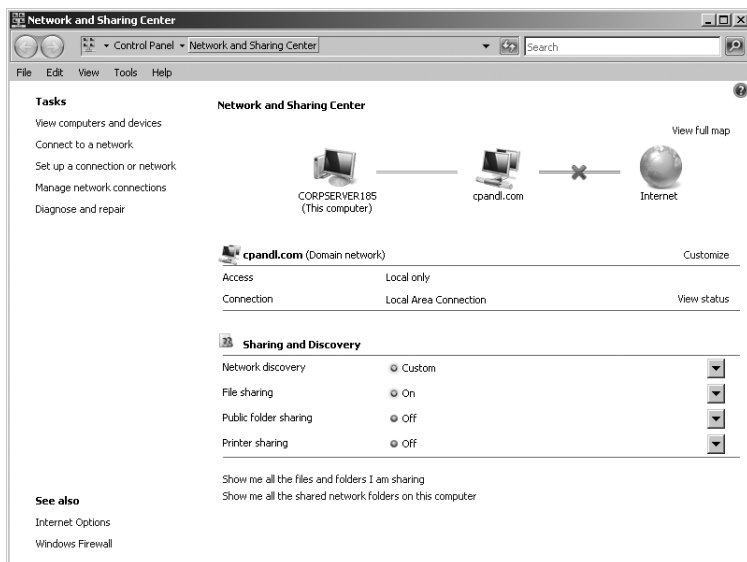 Network and Sharing Center
Control Panel Network and Sharing Center Search
File Edit View Tools Help
Tasks
View computers and devices
Connect to a network
Set up a connection or network
Manage network connections
Diagnose and repair
See also
Internet Options
Windows Firewall
Network and Sharing Center
View full map
CORPSERVER185 cpandl.com Internet
(This computer)
cpandl.com (Domain network) Customize
Access Local only
Connection Local Area Connection View status
Sharing and Discovery
Network discovery Custom
File sharing On
Public folder sharing Off
Printer sharing Off
Show me all the files and folders I am sharing
Show me all the shared network folders on this computer